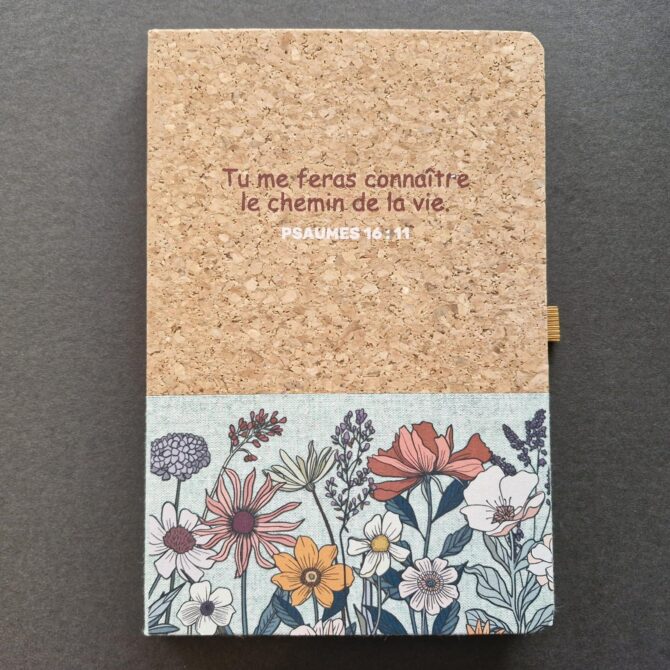 Tu me feras connaître
le chemin de la vie.
PSAUMES 16 : 11